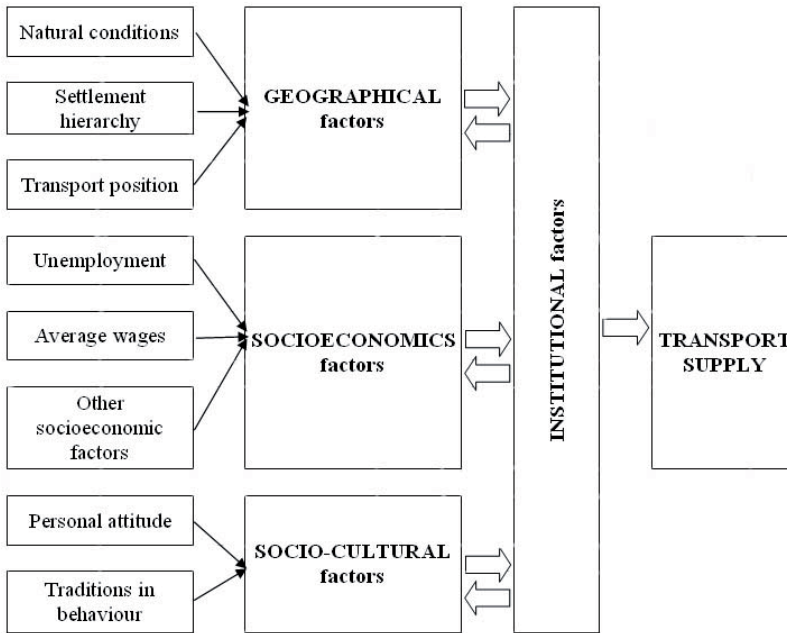 Natural conditions
Settlement
hierarchy
Transport position
GEOGRAPHICAL
factors
Unemployment
Average wages
Other
socioeconomic
factors
SOCIOECONOMICS
factors
Personal attitude
Traditions in
behaviour
SOCIO-CULTURAL
factors
INSTITUTIONAL factors
TRANSPORT
SUPPLY